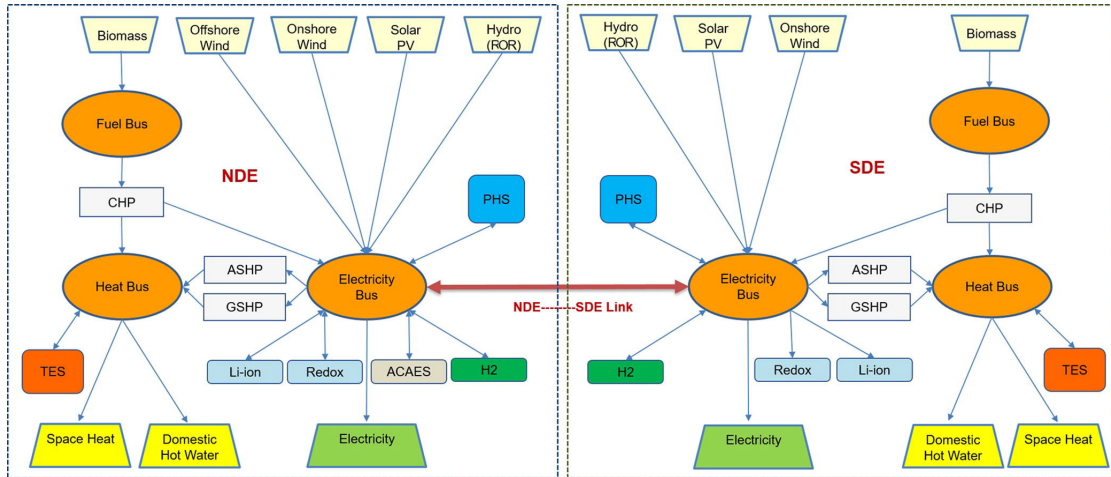 Biomass
Offshore
Wind
Onshore
Wind
Solar
PV
Hydro
(ROR)
Fuel Bus
NDE
CHP
PHS
ASHP
GSHP
Heat Bus
Electricity
Bus
TES
Li-ion
Redox
ACAES
H2
Space Heat
Domestic
Hot Water
Electricity
NDE--------SDE Link
Hydro
(ROR)
Solar
PV
Onshore
Wind
Biomass
Fuel Bus
SDE
PHS
CHP
Electricity
Bus
ASHP
GSHP
Heat Bus
H2
Redox
Li-ion
TES
Electricity
Domestic
Hot Water
Space Heat